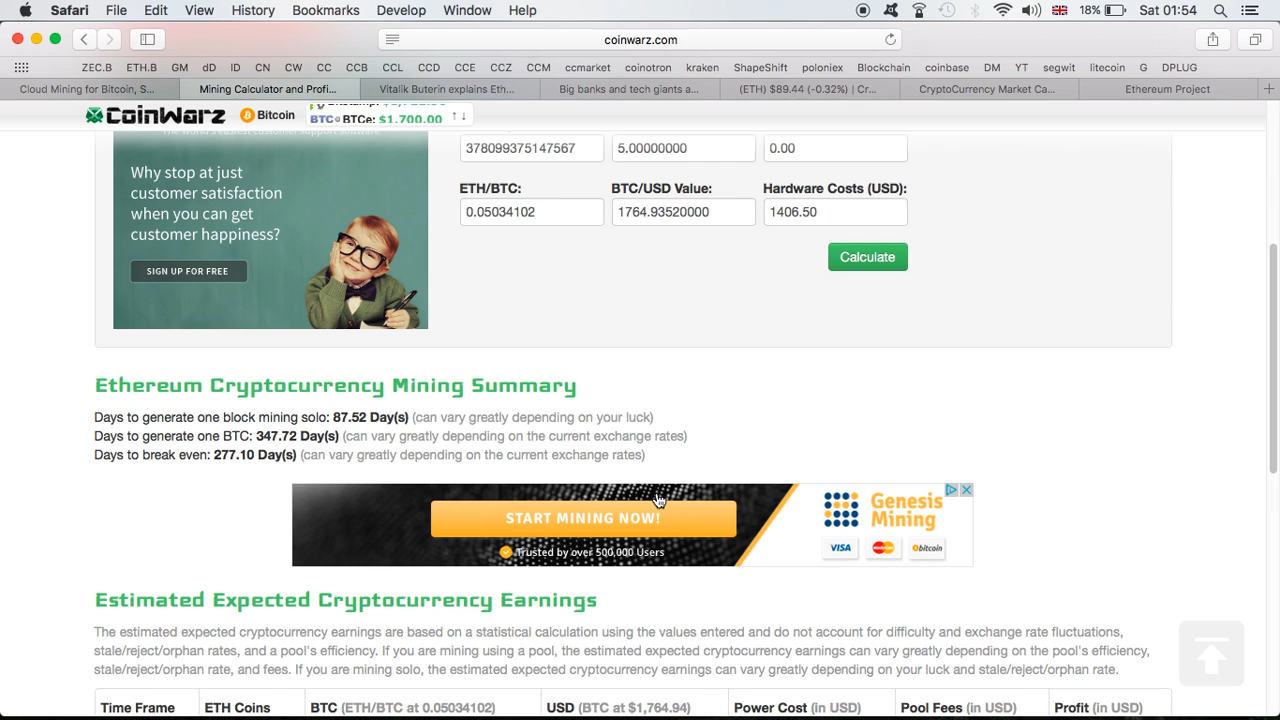 Safari File Edit View History Bookmarks Develop Window Help 18% Sat 01:54
coinwarz.com
ZEC.B ETH.B GM dD ID CN CW CC CCB CCL CCD CCE CCZ CCM ccmarket coinotron kraken ShapeShift poloniex Blockchain coinbase DM YT segwit litecoin G DPLUG
Cloud Mining for Bitcoin, S... Mining Calculator and Profi... Vitalik Buterin explains Eth... Big banks and tech giants a... (ETH) $89.44 (-0.32%) | Cr... CryptoCurrency Market Ca... Ethereum Project
CoinWarz Bitcoin
BTC BTCe: $1,700.00
The world's easiest customer support software
Why stop at just
customer satisfaction
when you can get
customer happiness?
SIGN UP FOR FREE
378099375147567 5.00000000 0.00
ETH/BTC: BTC/USD Value: Hardware Costs (USD):
0.05034102 1764.93520000 1406.50
Calculate
Ethereum Cryptocurrency Mining Summary
Days to generate one block mining solo: 87.52 Day(s) (can vary greatly depending on your luck)
Days to generate one BTC: 347.72 Day(s) (can vary greatly depending on the current exchange rates)
Days to break even: 277.10 Day(s) (can vary greatly depending on the current exchange rates)
START MINING NOW!
Trusted by over 500,000 Users
Genesis
Mining
VISA MasterCard bitcoin
Estimated Expected Cryptocurrency Earnings
The estimated expected cryptocurrency earnings are based on a statistical calculation using the values entered and do not account for difficulty and exchange rate fluctuations,
stale/reject/orphan rates, and a pool's efficiency. If you are mining using a pool, the estimated expected cryptocurrency earnings can vary greatly depending on the pool's efficiency,
stale/reject/orphan rate, and fees. If you are mining solo, the estimated expected cryptocurrency earnings can vary greatly depending on your luck and stale/reject/orphan rate.
Time Frame ETH Coins BTC (ETH/BTC at 0.05034102) USD (BTC at $1,764.94) Power Cost (in USD) Pool Fees (in USD) Profit (in USD)